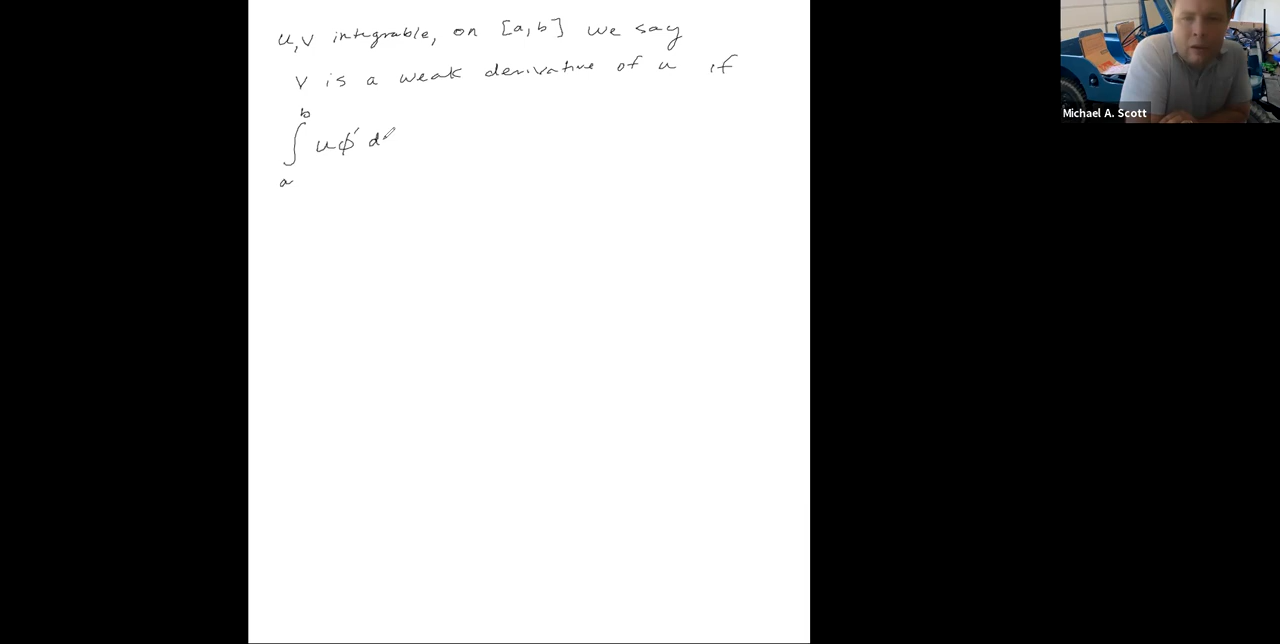 u,v integrable, on [a,b] we say
v is a weak derivative of u if
b
∫ uϕ' d
a
Michael A. Scott